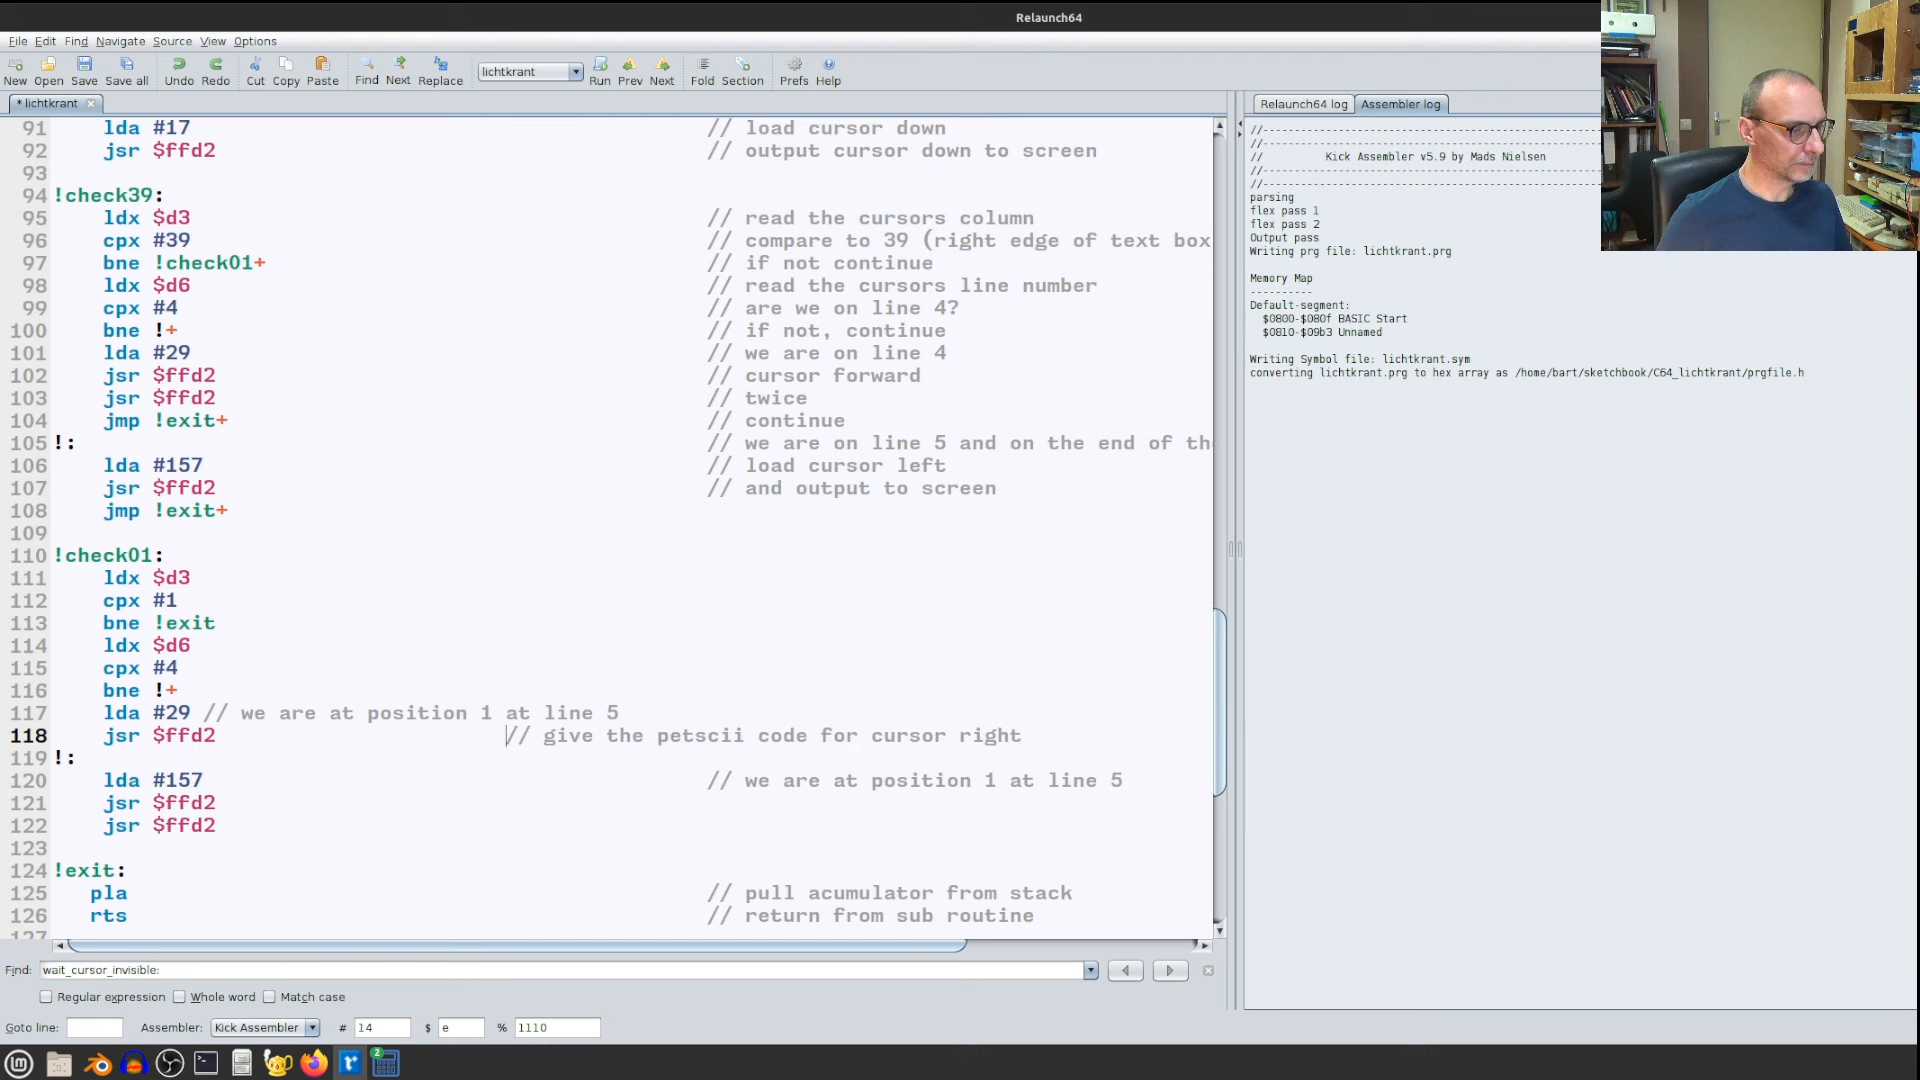 Relaunch64
File Edit Find Navigate Source View Options
New Open Save Save all Undo Redo Cut Copy Paste Find Next Replace lichtkrant Run Prev Next Fold Section Prefs Help
* lichtkrant
91 lda #17 // load cursor down
92 jsr $ffd2 // output cursor down to screen
93
94 !check39:
95 ldx $d3 // read the cursors column
96 cpx #39 // compare to 39 (right edge of text box
97 bne !check01+ // if not continue
98 ldx $d6 // read the cursors line number
99 cpx #4 // are we on line 4?
100 bne !+ // if not, continue
101 lda #29 // we are on line 4
102 jsr $ffd2 // cursor forward
103 jsr $ffd2 // twice
104 jmp !exit+ // continue
105 !: // we are on line 5 and on the end of th
106 lda #157 // load cursor left
107 jsr $ffd2 // and output to screen
108 jmp !exit+
109
110 !check01:
111 ldx $d3
112 cpx #1
113 bne !exit
114 ldx $d6
115 cpx #4
116 bne !+
117 lda #29 // we are at position 1 at line 5
118 jsr $ffd2 // give the petscii code for cursor right
119 !:
120 lda #157 // we are at position 1 at line 5
121 jsr $ffd2
122 jsr $ffd2
123
124 !exit:
125 pla // pull acumulator from stack
126 rts // return from sub routine
127
Relaunch64 log Assembler log
//------------------------------------------------------
//------------------------------------------------------
// Kick Assembler v5.9 by Mads Nielsen
//------------------------------------------------------
//------------------------------------------------------
parsing
flex pass 1
flex pass 2
Output pass
Writing prg file: lichtkrant.prg
Memory Map
----------
Default-segment:
$0800-$080f BASIC Start
$0810-$09b3 Unnamed
Writing Symbol file: lichtkrant.sym
converting lichtkrant.prg to hex array as /home/bart/sketchbook/C64_lichtkrant/prgfile.h
Find: wait_cursor_invisible:
Regular expression Whole word Match case
Goto line: Assembler: Kick Assembler # 14 $ e % 1110
2